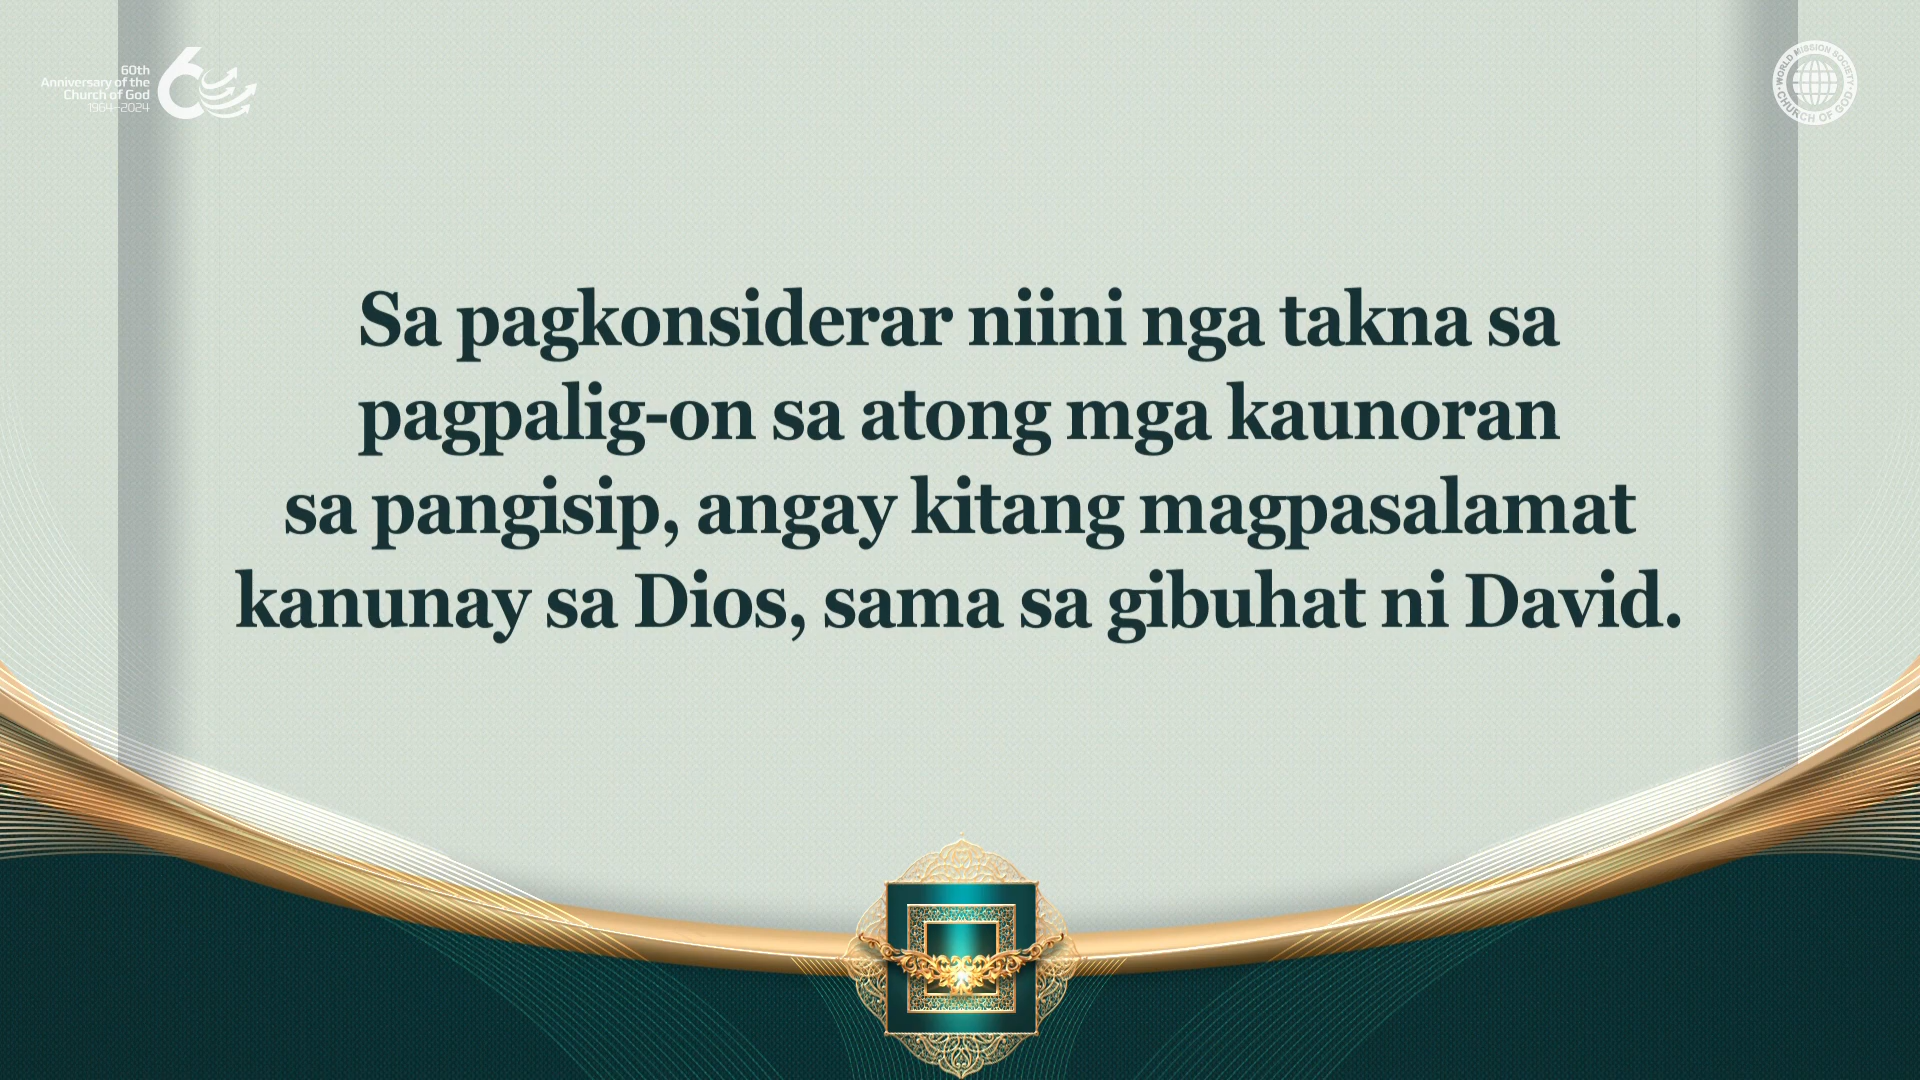 60th
Anniversary of the
Church of God
1964–2024
60
WORLD MISSION SOCIETY
CHURCH OF GOD
Sa pagkonsiderar niini nga takna sa
pagpalig-on sa atong mga kaunoran
sa pangisip, angay kitang magpasalamat
kanunay sa Dios, sama sa gibuhat ni David.